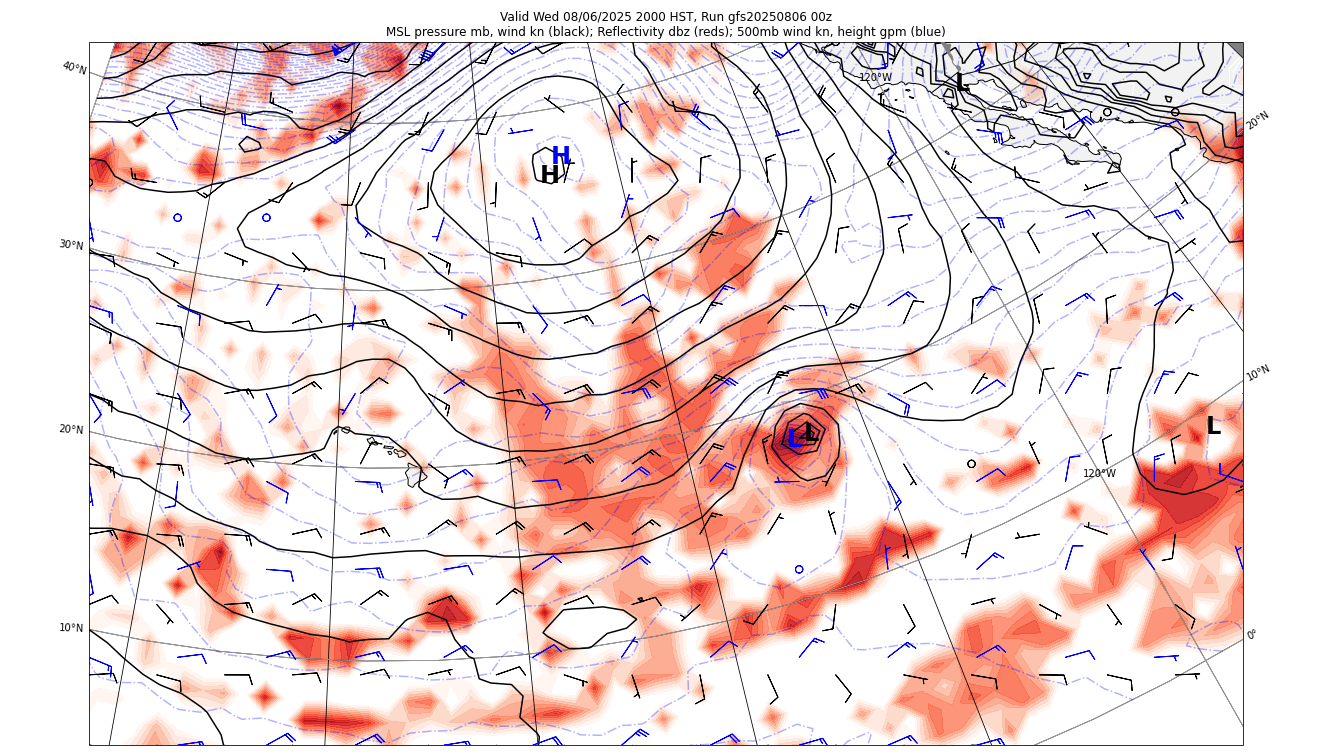 Valid Wed 08/06/2025 2000 HST, Run gfs20250806 00z
MSL pressure mb, wind kn (black); Reflectivity dbz (reds); 500mb wind kn, height gpm (blue)
40°N
120°W
L
20°N
H
H
30°N
10°N
20°N
L
L
L
120°W
L
10°N
0°